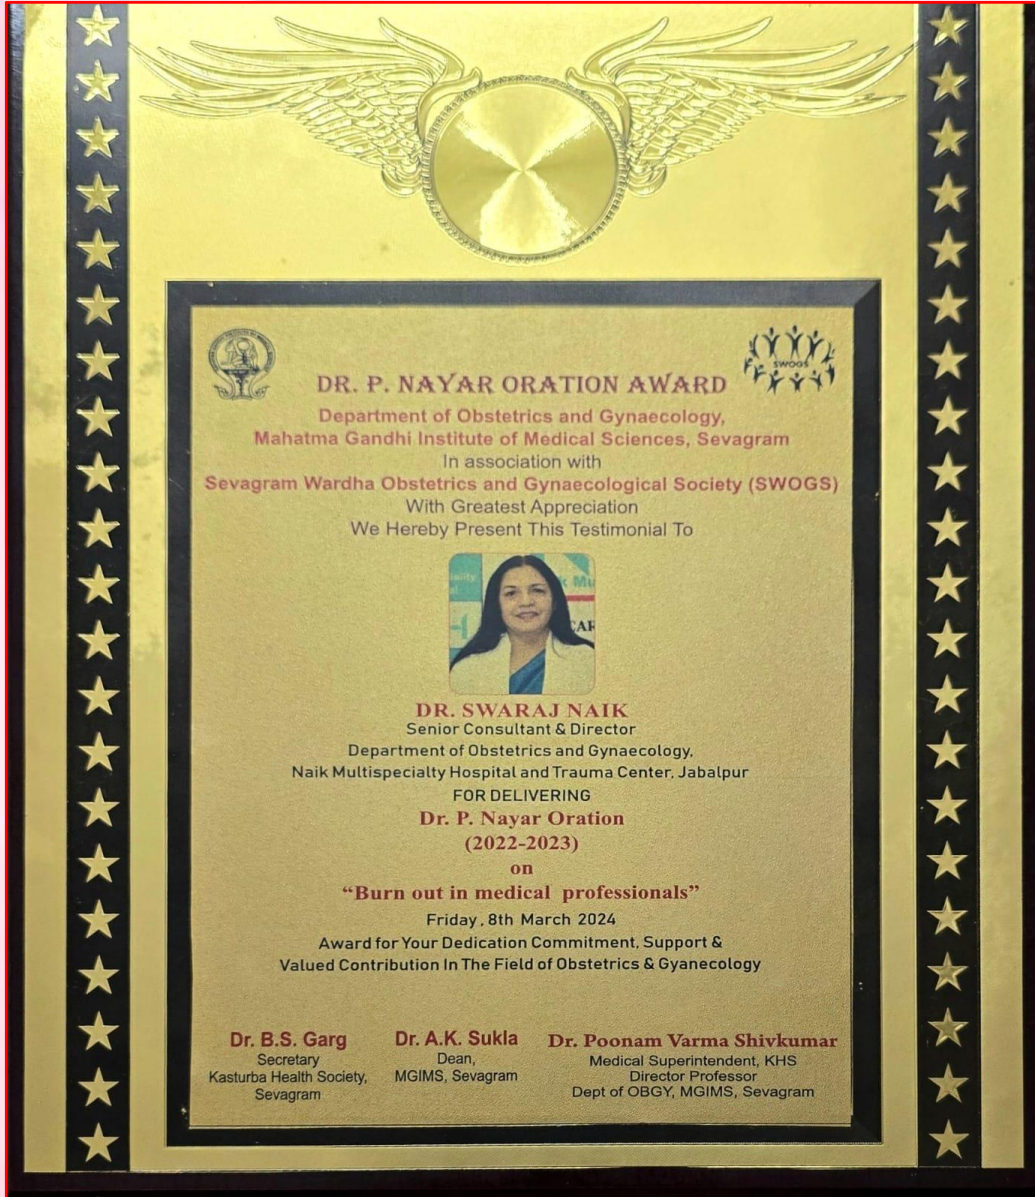 SWOGS
DR. P. NAYAR ORATION AWARD
Department of Obstetrics and Gynaecology,
Mahatma Gandhi Institute of Medical Sciences, Sevagram
In association with
Sevagram Wardha Obstetrics and Gynaecological Society (SWOGS)
With Greatest Appreciation
We Hereby Present This Testimonial To
DR. SWARAJ NAIK
Senior Consultant & Director
Department of Obstetrics and Gynaecology,
Naik Multispecialty Hospital and Trauma Center, Jabalpur
FOR DELIVERING
Dr. P. Nayar Oration
(2022-2023)
on
“Burn out in medical professionals”
Friday, 8th March 2024
Award for Your Dedication Commitment, Support &
Valued Contribution In The Field of Obstetrics & Gyanecology
Dr. B.S. Garg
Secretary
Kasturba Health Society,
Sevagram
Dr. A.K. Sukla
Dean,
MGIMS, Sevagram
Dr. Poonam Varma Shivkumar
Medical Superintendent, KHS
Director Professor
Dept of OBGY, MGIMS, Sevagram